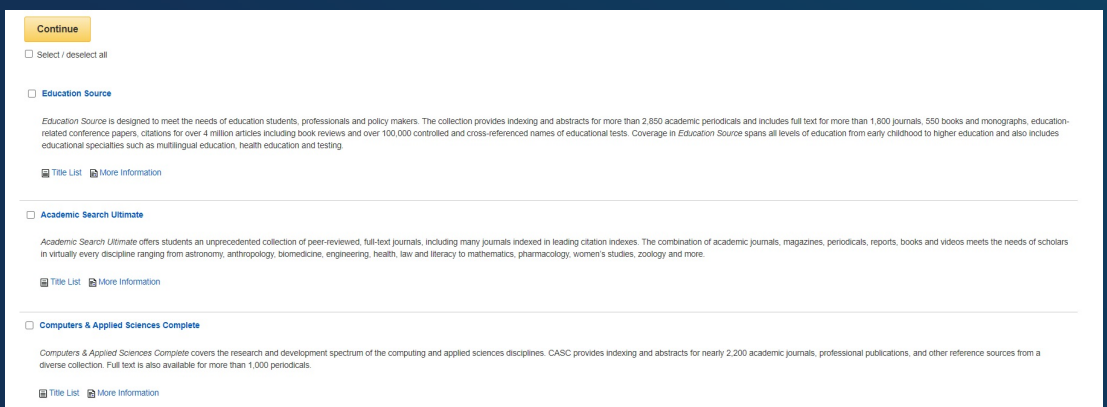 Continue
Select / deselect all
Education Source
Education Source is designed to meet the needs of education students, professionals and policy makers. The collection provides indexing and abstracts for more than 2,850 academic periodicals and includes full text for more than 1,800 journals, 550 books and monographs, education-
related conference papers, citations for over 4 million articles including book reviews and over 100,000 controlled and cross-referenced names of educational tests. Coverage in Education Source spans all levels of education from early childhood to higher education and also includes
educational specialties such as multilingual education, health education and testing.
Title List More Information
Academic Search Ultimate
Academic Search Ultimate offers students an unprecedented collection of peer-reviewed, full-text journals, including many journals indexed in leading citation indexes. The combination of academic journals, magazines, periodicals, reports, books and videos meets the needs of scholars
in virtually every discipline ranging from astronomy, anthropology, biomedicine, engineering, health, law and literacy to mathematics, pharmacology, women's studies, zoology and more.
Title List More Information
Computers & Applied Sciences Complete
Computers & Applied Sciences Complete covers the research and development spectrum of the computing and applied sciences disciplines. CASC provides indexing and abstracts for nearly 2,200 academic journals, professional publications, and other reference sources from a
diverse collection. Full text is also available for more than 1,000 periodicals.
Title List More Information